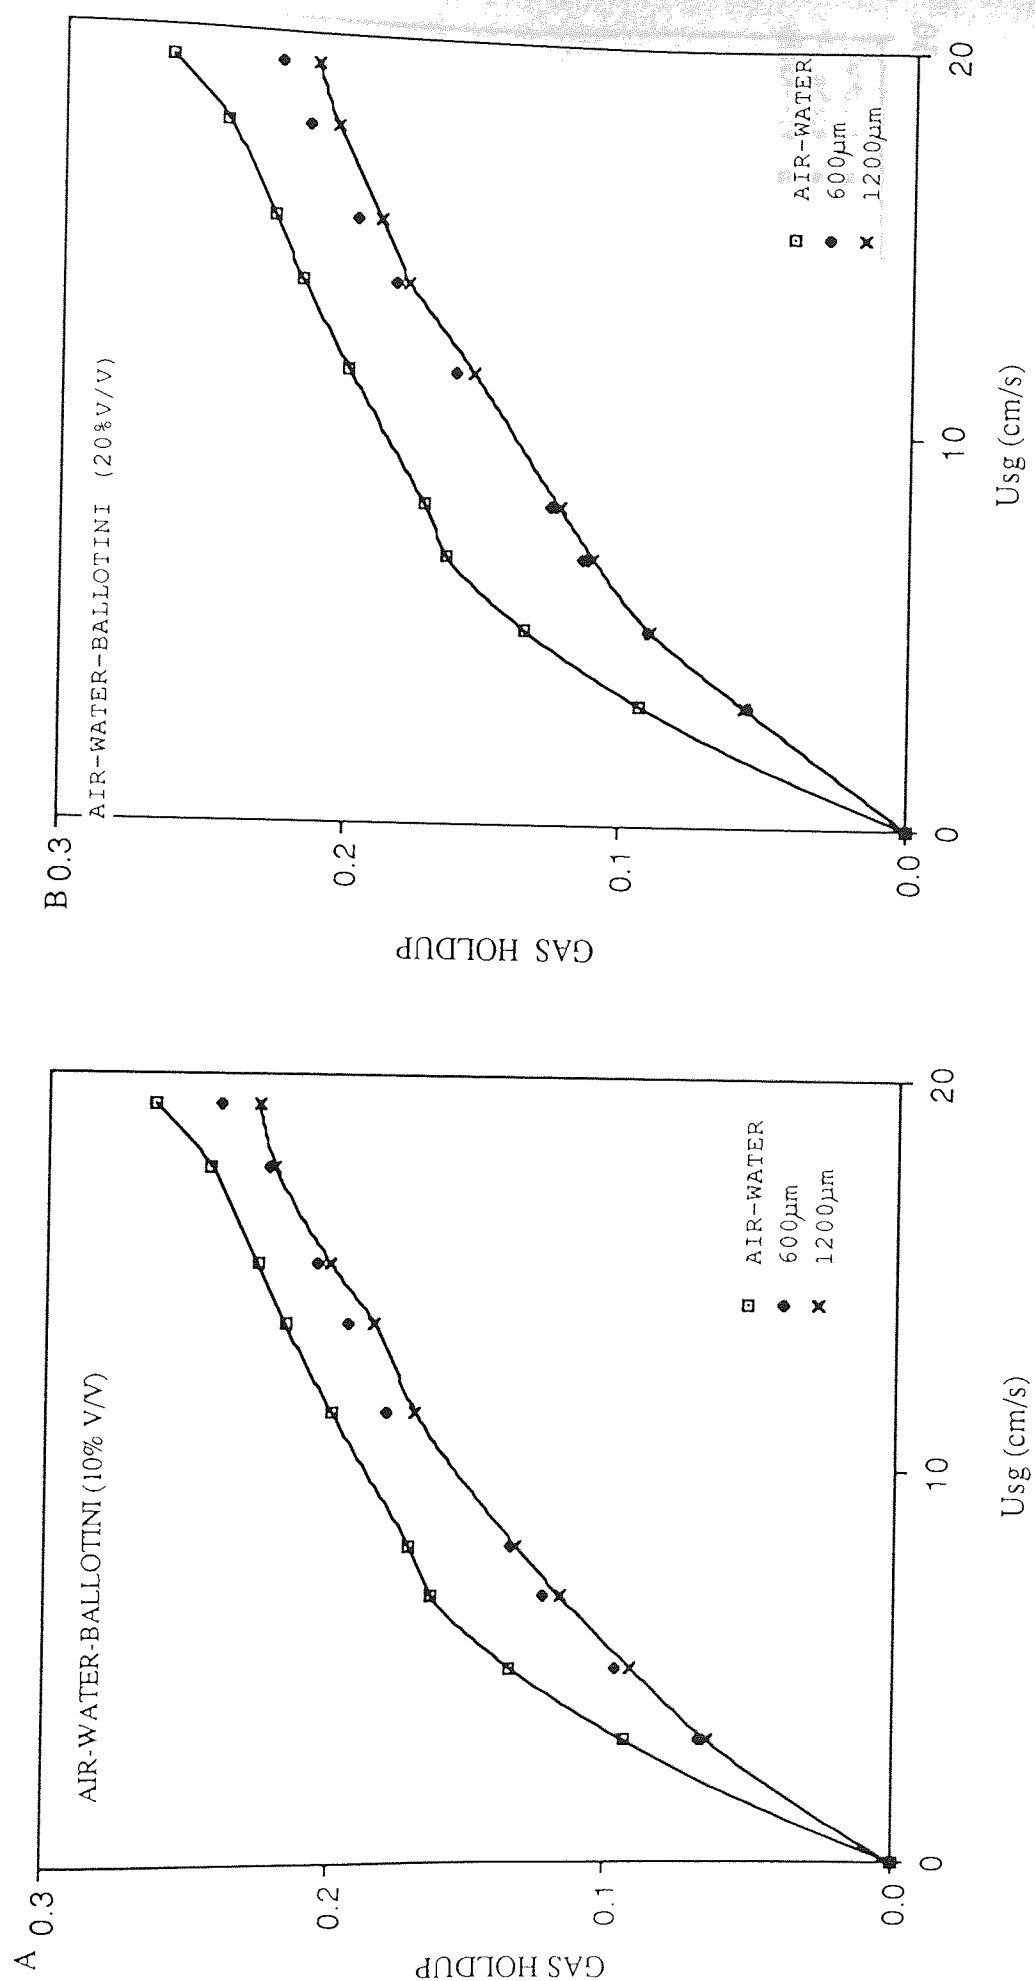 A
AIR-WATER-BALLOTINI (10% V/V)
0.3
0.2
0.1
0.0
GAS HOLDUP
AIR-WATER
600µm
1200µm
0
10
20
Usg (cm/s)
B
AIR-WATER-BALLOTINI (20%V/V)
0.3
0.2
0.1
0.0
GAS HOLDUP
AIR-WATER
600µm
1200µm
0
10
20
Usg (cm/s)